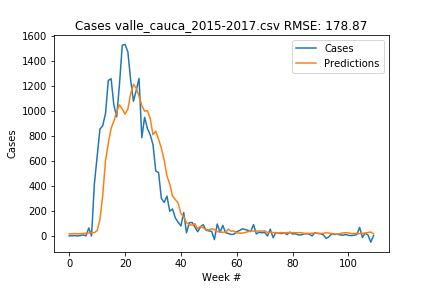 Cases valle_cauca_2015-2017.csv RMSE: 178.87
Cases
Predictions
1600
1400
1200
1000
800
600
400
200
0
Cases
0 20 40 60 80 100
Week #